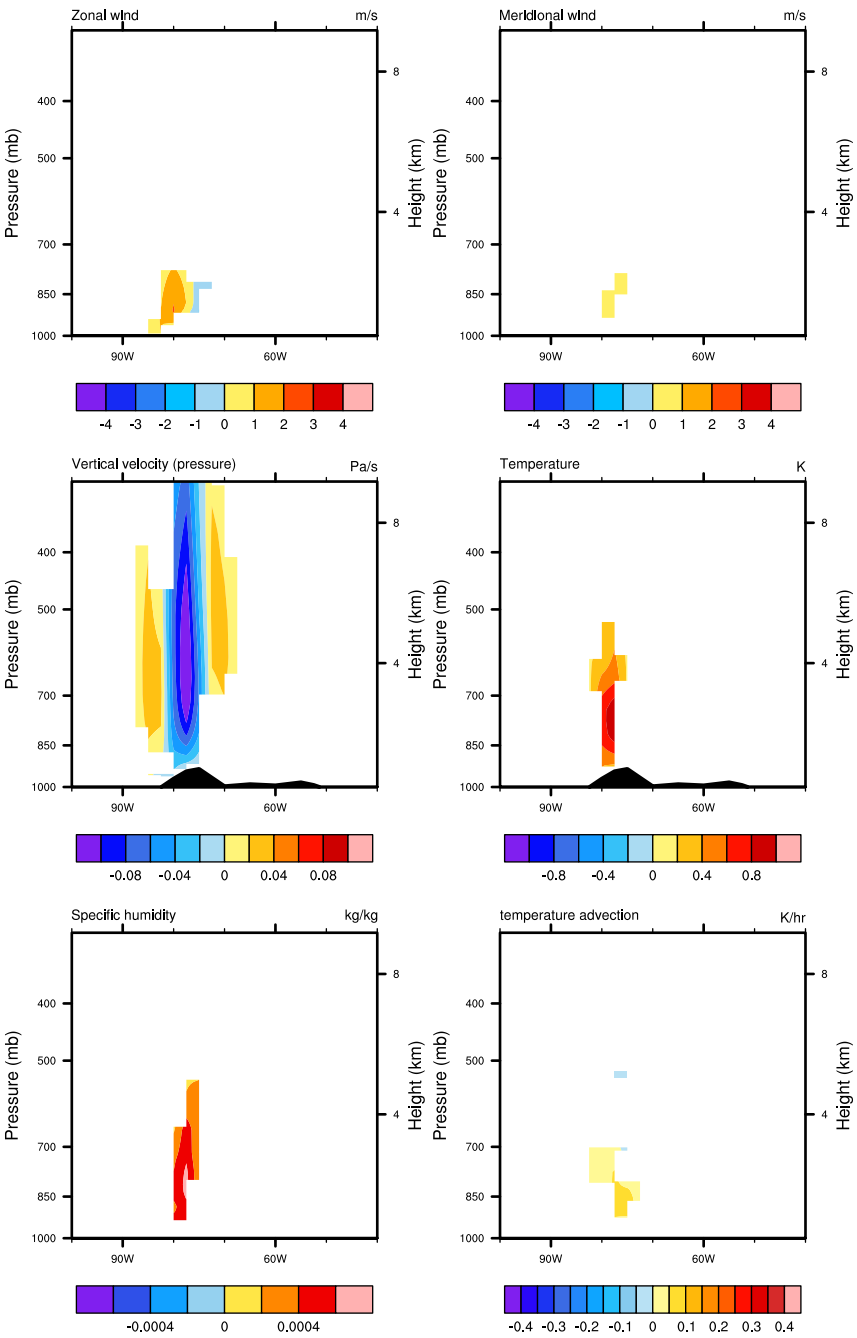 Zonal wind m/s
Meridional wind m/s
Pressure (mb)
400
500
700
850
1000
8
4
Height (km)
90W 60W
Pressure (mb)
400
500
700
850
1000
8
4
Height (km)
90W 60W
-4 -3 -2 -1 0 1 2 3 4
-4 -3 -2 -1 0 1 2 3 4
Vertical velocity (pressure) Pa/s
Temperature K
Pressure (mb)
400
500
700
850
1000
8
4
Height (km)
90W 60W
Pressure (mb)
400
500
700
850
1000
8
4
Height (km)
90W 60W
-0.08 -0.04 0 0.04 0.08
-0.8 -0.4 0 0.4 0.8
Specific humidity kg/kg
temperature advection K/hr
Pressure (mb)
400
500
700
850
1000
8
4
Height (km)
90W 60W
Pressure (mb)
400
500
700
850
1000
8
4
Height (km)
90W 60W
-0.0004 0 0.0004
-0.4 -0.3 -0.2 -0.1 0 0.1 0.2 0.3 0.4